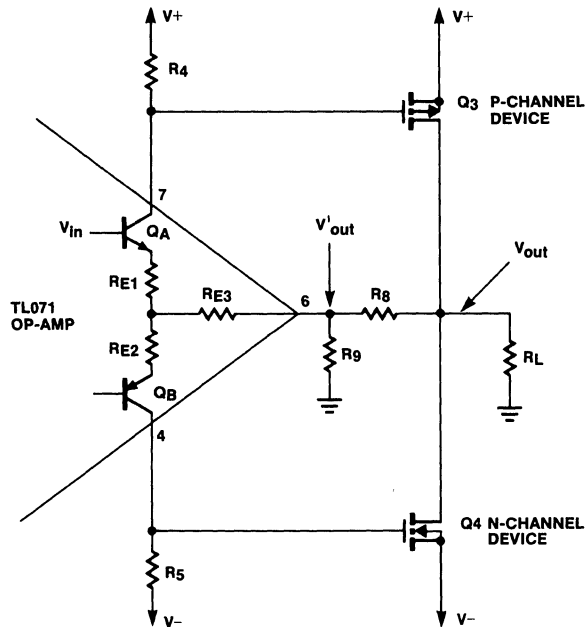 V+
V+
R4
Q3 P-CHANNEL
DEVICE
7
Vin
QA
V'out
Vout
RE1
TL071
OP-AMP
RE3
6
R8
RE2
R9
RL
QB
4
Q4 N-CHANNEL
DEVICE
R5
V−
V−